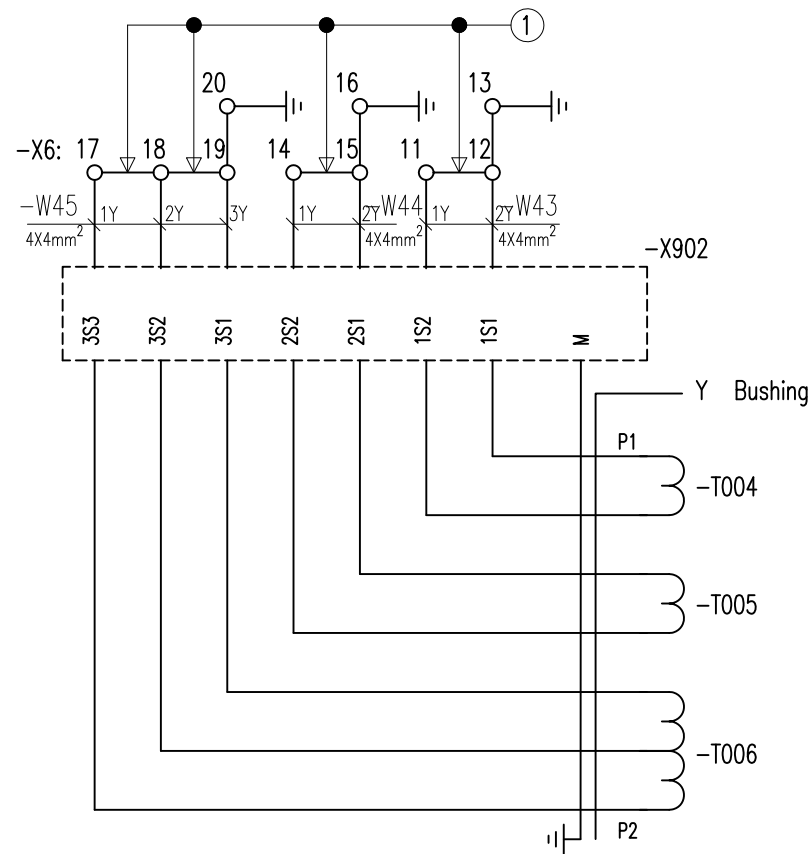 1
20 16 13
-X6: 17 18 19 14 15 11 12
-W45 1Y 2Y 3Y 1Y 2Y -W44 1Y 2Y -W43
4X4mm² 4X4mm² 4X4mm²
-X902
3S3 3S2 3S1 2S2 2S1 1S2 1S1 M
Y Bushing
P1
-T004
-T005
-T006
P2